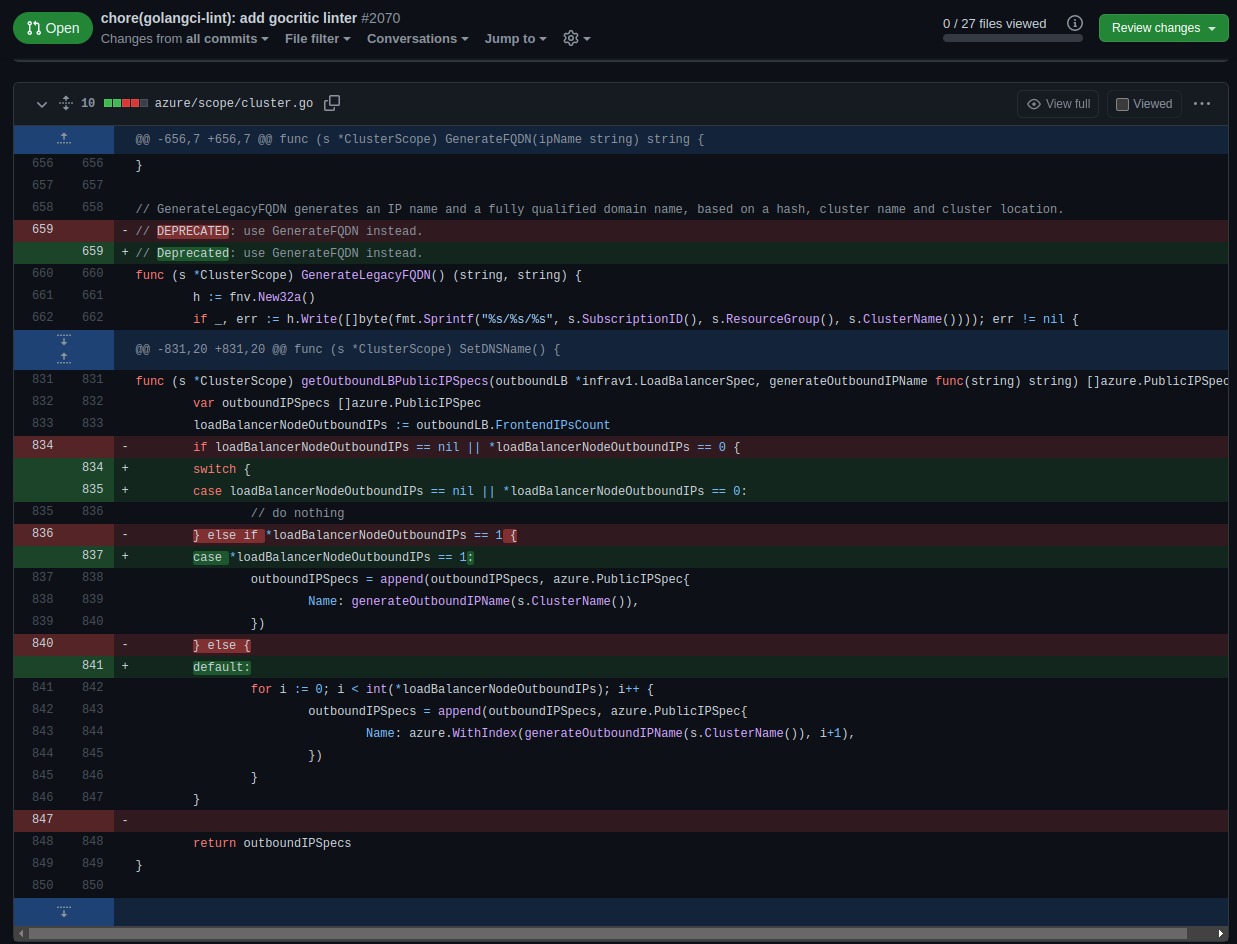 Open
chore(golangci-lint): add gocritic linter #2070
Changes from all commits File filter Conversations Jump to
0 / 27 files viewed
Review changes
10 azure/scope/cluster.go View full Viewed
@@ -656,7 +656,7 @@ func (s *ClusterScope) GenerateFQDN(ipName string) string {
656 656 }
657 657
658 658 // GenerateLegacyFQDN generates an IP name and a fully qualified domain name, based on a hash, cluster name and cluster location.
659 - // DEPRECATED: use GenerateFQDN instead.
659 + // Deprecated: use GenerateFQDN instead.
660 660 func (s *ClusterScope) GenerateLegacyFQDN() (string, string) {
661 661 h := fnv.New32a()
662 662 if _, err := h.Write([]byte(fmt.Sprintf("%s/%s/%s", s.SubscriptionID(), s.ResourceGroup(), s.ClusterName()))); err != nil {
@@ -831,20 +831,20 @@ func (s *ClusterScope) SetDNSName() {
831 831 func (s *ClusterScope) getOutboundLBPublicIPSpecs(outboundLB *infrav1.LoadBalancerSpec, generateOutboundIPName func(string) string) []azure.PublicIPSpec
832 832 var outboundIPSpecs []azure.PublicIPSpec
833 833 loadBalancerNodeOutboundIPs := outboundLB.FrontendIPsCount
834 - if loadBalancerNodeOutboundIPs == nil || *loadBalancerNodeOutboundIPs == 0 {
834 + switch {
835 + case loadBalancerNodeOutboundIPs == nil || *loadBalancerNodeOutboundIPs == 0:
835 836 // do nothing
836 - } else if *loadBalancerNodeOutboundIPs == 1 {
837 + case *loadBalancerNodeOutboundIPs == 1:
837 838 outboundIPSpecs = append(outboundIPSpecs, azure.PublicIPSpec{
838 839 Name: generateOutboundIPName(s.ClusterName()),
839 840 })
840 - } else {
841 + default:
841 842 for i := 0; i < int(*loadBalancerNodeOutboundIPs); i++ {
842 843 outboundIPSpecs = append(outboundIPSpecs, azure.PublicIPSpec{
843 844 Name: azure.WithIndex(generateOutboundIPName(s.ClusterName()), i+1),
844 845 })
845 846 }
846 847 }
847 -
848 848 return outboundIPSpecs
849 849 }
850 850